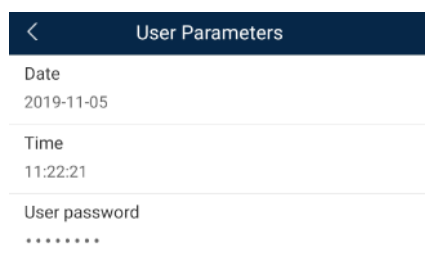 User Parameters
Date
2019-11-05
Time
11:22:21
User password
••••••••